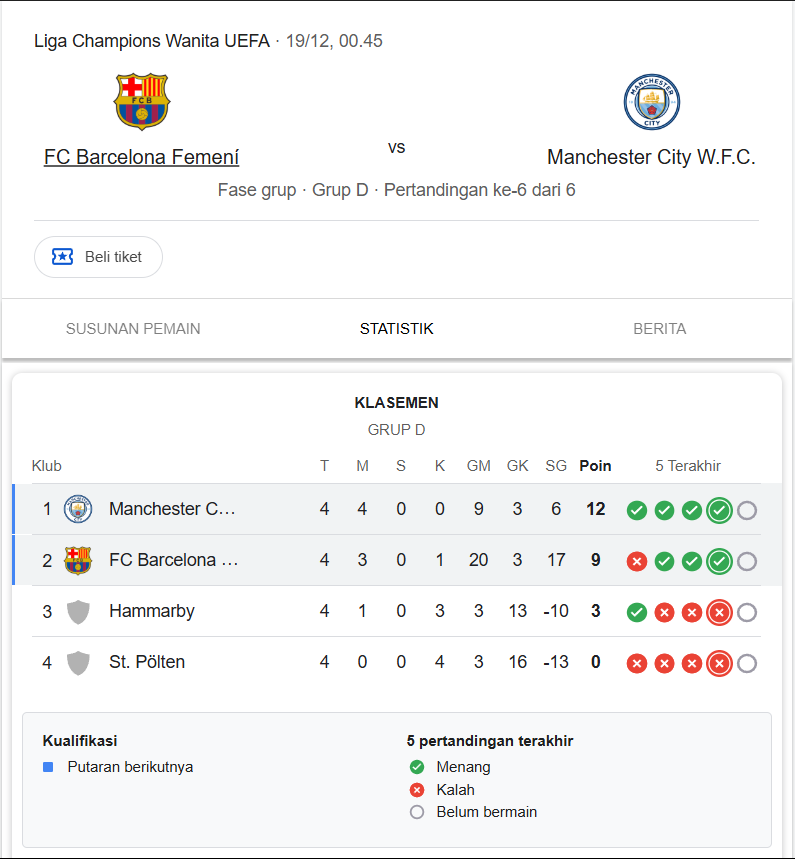 Liga Champions Wanita UEFA · 19/12, 00.45
FCB
MANCHESTER
CITY
vs
FC Barcelona Femení
Manchester City W.F.C.
Fase grup · Grup D · Pertandingan ke-6 dari 6
Beli tiket
SUSUNAN PEMAIN STATISTIK BERITA
KLASEMEN
GRUP D
Klub T M S K GM GK SG Poin 5 Terakhir
1 Manchester C... 4 4 0 0 9 3 6 12
2 FC Barcelona ... 4 3 0 1 20 3 17 9
3 Hammarby 4 1 0 3 3 13 -10 3
4 St. Pölten 4 0 0 4 3 16 -13 0
Kualifikasi
Putaran berikutnya
5 pertandingan terakhir
Menang
Kalah
Belum bermain